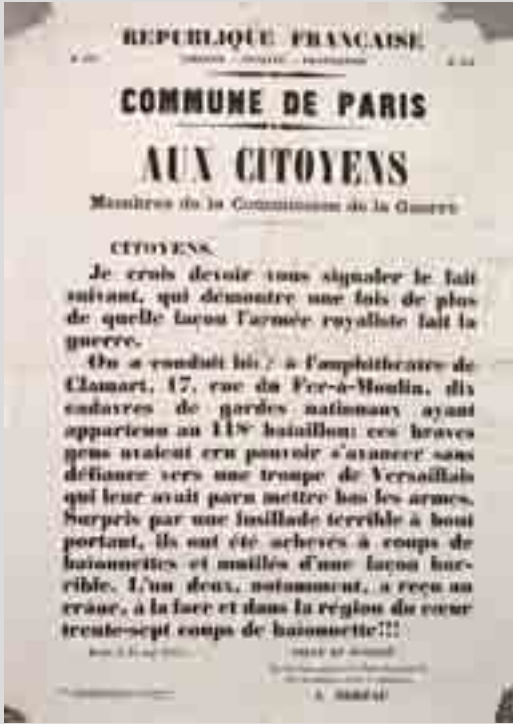 REPUBLIQUE FRANÇAISE
COMMUNE DE PARIS
AUX CITOYENS
Membres de la Commission de la Guerre
CITOYENS,
Je crois devoir vous signaler le fait
suivant, qui démontre une fois de plus
de quelle façon l'armée royaliste fait la
guerre.
On a conduit hier à l'amphithéatre de
Clamart, 17, rue du Fer-à-Moulin, dix
cadavres de gardes nationaux ayant
appartenu au 118e bataillon; ces braves
gens avaient cru pouvoir s'avancer sans
défiance vers une troupe de Versaillais
qui leur avait paru mettre bas les armes.
Surpris par une fusillade terrible à bout
portant, ils ont été achevés à coups de
baïonnettes et mutilés d'une façon hor-
rible. L'un deux, notamment, a reçu au
crâne, à la face et dans la région du cœur
trente-sept coups de baïonnette!!!